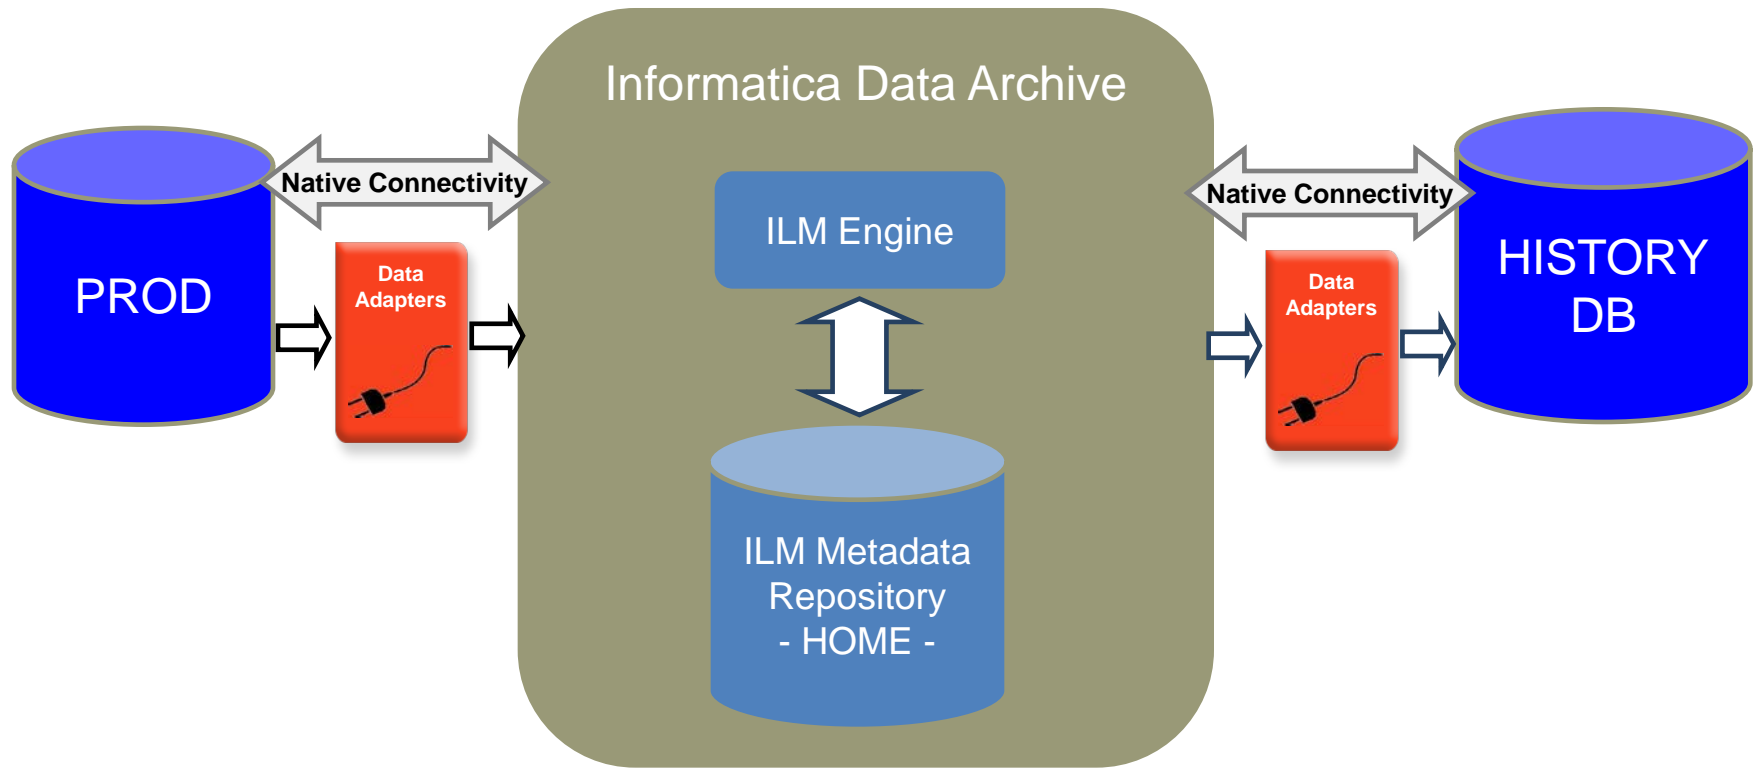 Informatica Data Archive
Native Connectivity
PROD
Data
Adapters
ILM Engine
ILM Metadata
Repository
- HOME -
Native Connectivity
Data
Adapters
HISTORY
DB